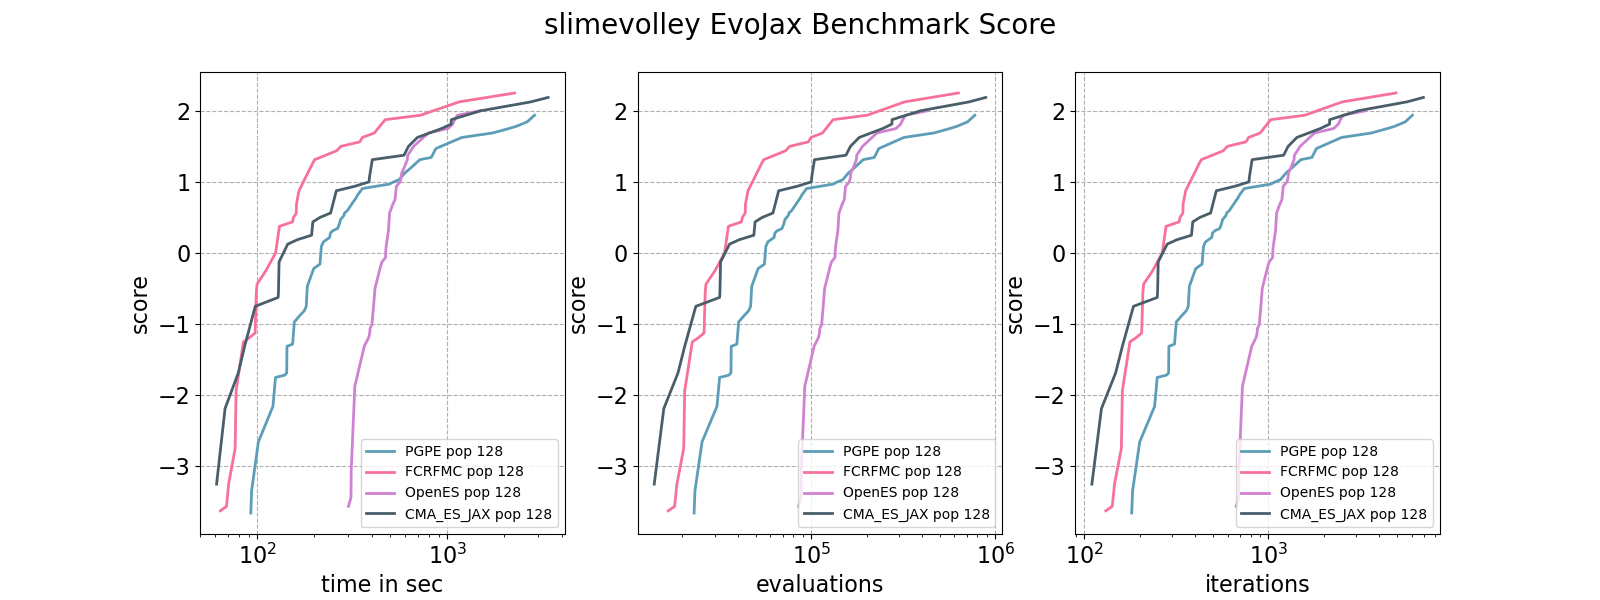 slimevolley EvoJax Benchmark Score
score
2
1
0
−1
−2
−3
PGPE pop 128
FCRFMC pop 128
OpenES pop 128
CMA_ES_JAX pop 128
10²
10³
time in sec
score
2
1
0
−1
−2
−3
PGPE pop 128
FCRFMC pop 128
OpenES pop 128
CMA_ES_JAX pop 128
10⁵
10⁶
evaluations
score
2
1
0
−1
−2
−3
PGPE pop 128
FCRFMC pop 128
OpenES pop 128
CMA_ES_JAX pop 128
10²
10³
iterations